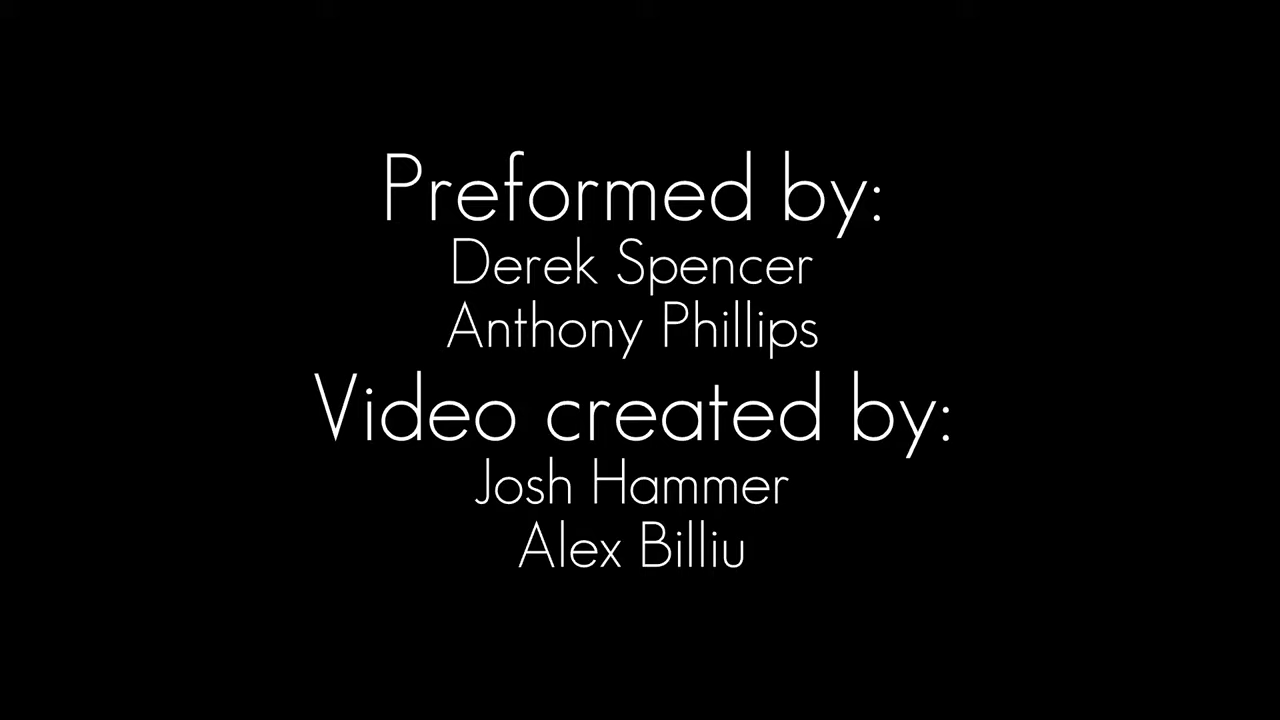 Preformed by:
Derek Spencer
Anthony Phillips
Video created by:
Josh Hammer
Alex Billiu